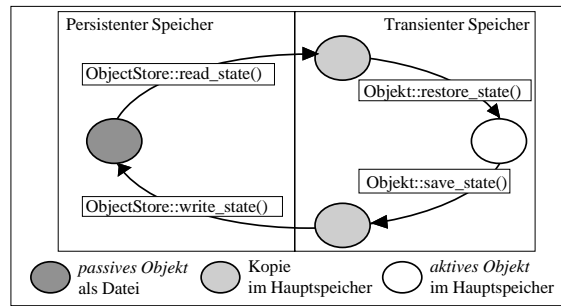 Persistenter Speicher
Transienter Speicher
ObjectStore::read_state()
Objekt::restore_state()
Objekt::save_state()
ObjectStore::write_state()
passives Objekt
als Datei
Kopie
im Hauptspeicher
aktives Objekt
im Hauptspeicher